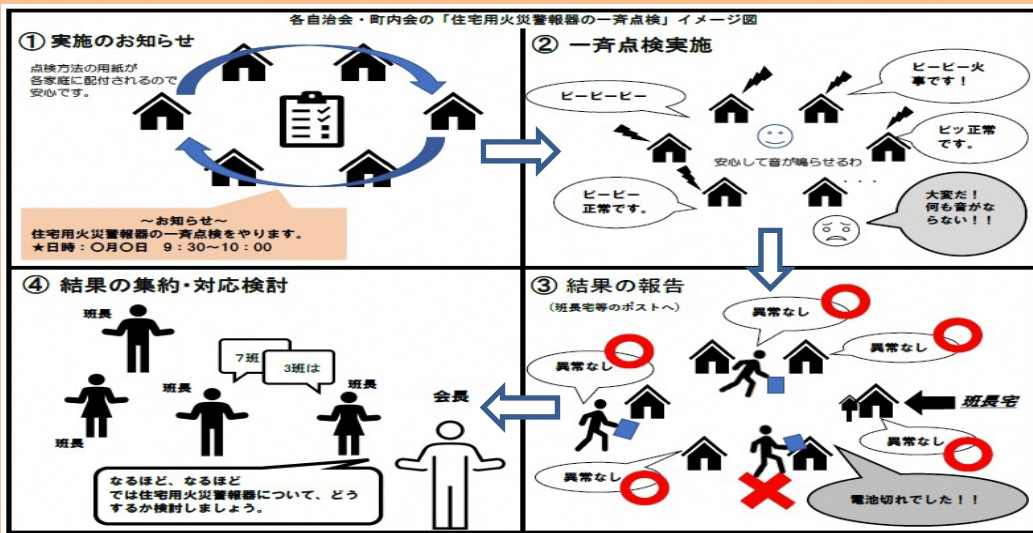 各自治会・町内会の「住宅用火災警報器の一斉点検」イメージ図
① 実施のお知らせ
点検方法の用紙が
各家庭に配付されるので
安心です。
～お知らせ～
住宅用火災警報器の一斉点検をやります。
★日時：〇月〇日 9：30～10：00
② 一斉点検実施
ピーピーピー
ピーピー火
事です！
ピッ正常
です。
安心して音が鳴らせるわ
ピーピー
正常です。
・・・
大変だ！
何も音がな
らない！！
③ 結果の報告
（班長宅等のポストへ）
異常なし
異常なし
異常なし
班長宅
異常なし
異常なし
電池切れでした！！
④ 結果の集約・対応検討
班長
7班
3班は
班長
班長
会長
班長
なるほど、なるほど
では住宅用火災警報器について、どう
するか検討しましょう。